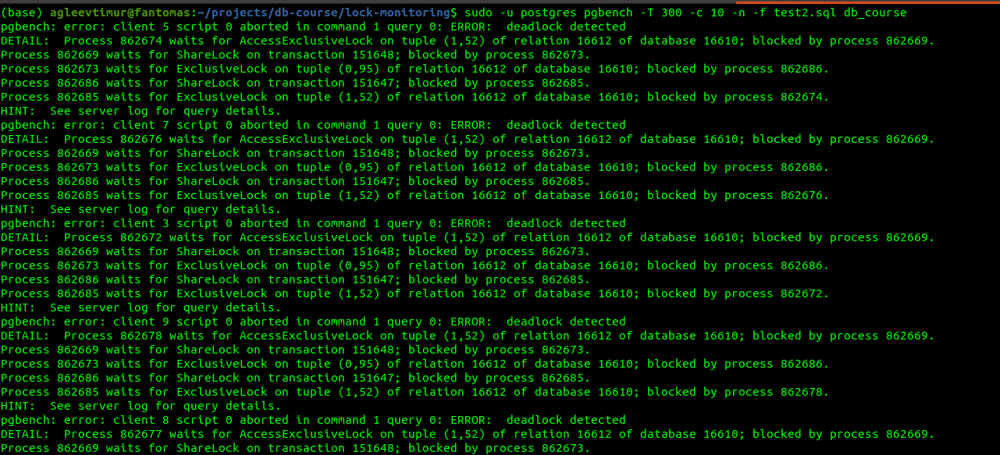 (base) agleevtimur@fantomas:~/projects/db-course/lock-monitoring$ sudo -u postgres pgbench -T 300 -c 10 -n -f test2.sql db_course
pgbench: error: client 5 script 0 aborted in command 1 query 0: ERROR:  deadlock detected
DETAIL:  Process 862674 waits for AccessExclusiveLock on tuple (1,52) of relation 16612 of database 16610; blocked by process 862669.
Process 862669 waits for ShareLock on transaction 151648; blocked by process 862673.
Process 862673 waits for ExclusiveLock on tuple (0,95) of relation 16612 of database 16610; blocked by process 862686.
Process 862686 waits for ShareLock on transaction 151647; blocked by process 862685.
Process 862685 waits for ExclusiveLock on tuple (1,52) of relation 16612 of database 16610; blocked by process 862674.
HINT:  See server log for query details.
pgbench: error: client 7 script 0 aborted in command 1 query 0: ERROR:  deadlock detected
DETAIL:  Process 862676 waits for AccessExclusiveLock on tuple (1,52) of relation 16612 of database 16610; blocked by process 862669.
Process 862669 waits for ShareLock on transaction 151648; blocked by process 862673.
Process 862673 waits for ExclusiveLock on tuple (0,95) of relation 16612 of database 16610; blocked by process 862686.
Process 862686 waits for ShareLock on transaction 151647; blocked by process 862685.
Process 862685 waits for ExclusiveLock on tuple (1,52) of relation 16612 of database 16610; blocked by process 862676.
HINT:  See server log for query details.
pgbench: error: client 3 script 0 aborted in command 1 query 0: ERROR:  deadlock detected
DETAIL:  Process 862672 waits for AccessExclusiveLock on tuple (1,52) of relation 16612 of database 16610; blocked by process 862669.
Process 862669 waits for ShareLock on transaction 151648; blocked by process 862673.
Process 862673 waits for ExclusiveLock on tuple (0,95) of relation 16612 of database 16610; blocked by process 862686.
Process 862686 waits for ShareLock on transaction 151647; blocked by process 862685.
Process 862685 waits for ExclusiveLock on tuple (1,52) of relation 16612 of database 16610; blocked by process 862672.
HINT:  See server log for query details.
pgbench: error: client 9 script 0 aborted in command 1 query 0: ERROR:  deadlock detected
DETAIL:  Process 862678 waits for AccessExclusiveLock on tuple (1,52) of relation 16612 of database 16610; blocked by process 862669.
Process 862669 waits for ShareLock on transaction 151648; blocked by process 862673.
Process 862673 waits for ExclusiveLock on tuple (0,95) of relation 16612 of database 16610; blocked by process 862686.
Process 862686 waits for ShareLock on transaction 151647; blocked by process 862685.
Process 862685 waits for ExclusiveLock on tuple (1,52) of relation 16612 of database 16610; blocked by process 862678.
HINT:  See server log for query details.
pgbench: error: client 8 script 0 aborted in command 1 query 0: ERROR:  deadlock detected
DETAIL:  Process 862677 waits for AccessExclusiveLock on tuple (1,52) of relation 16612 of database 16610; blocked by process 862669.
Process 862669 waits for ShareLock on transaction 151648; blocked by process 862673.